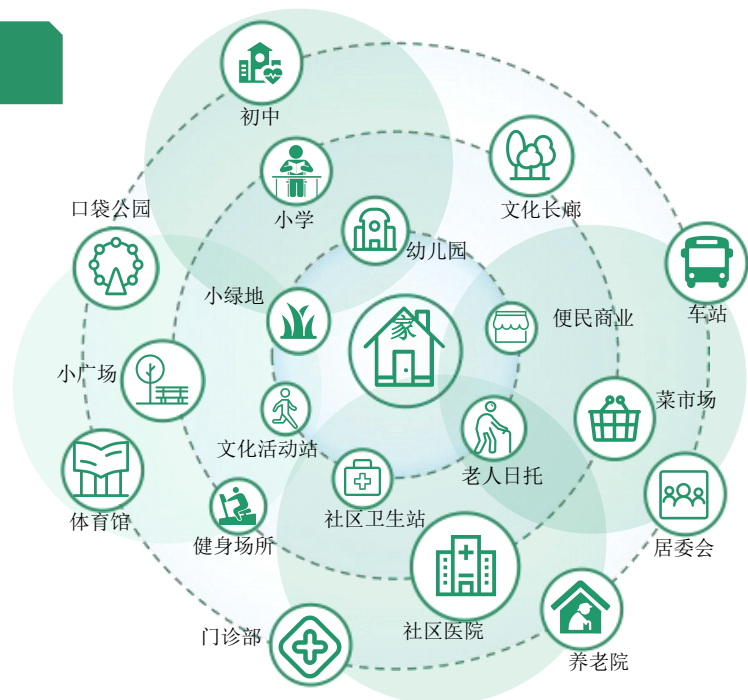 初中
小学
口袋公园
文化长廊
幼儿园
小绿地
车站
家
便民商业
小广场
菜市场
文化活动站
老人日托
体育馆
社区卫生站
健身场所
居委会
门诊部
社区医院
养老院